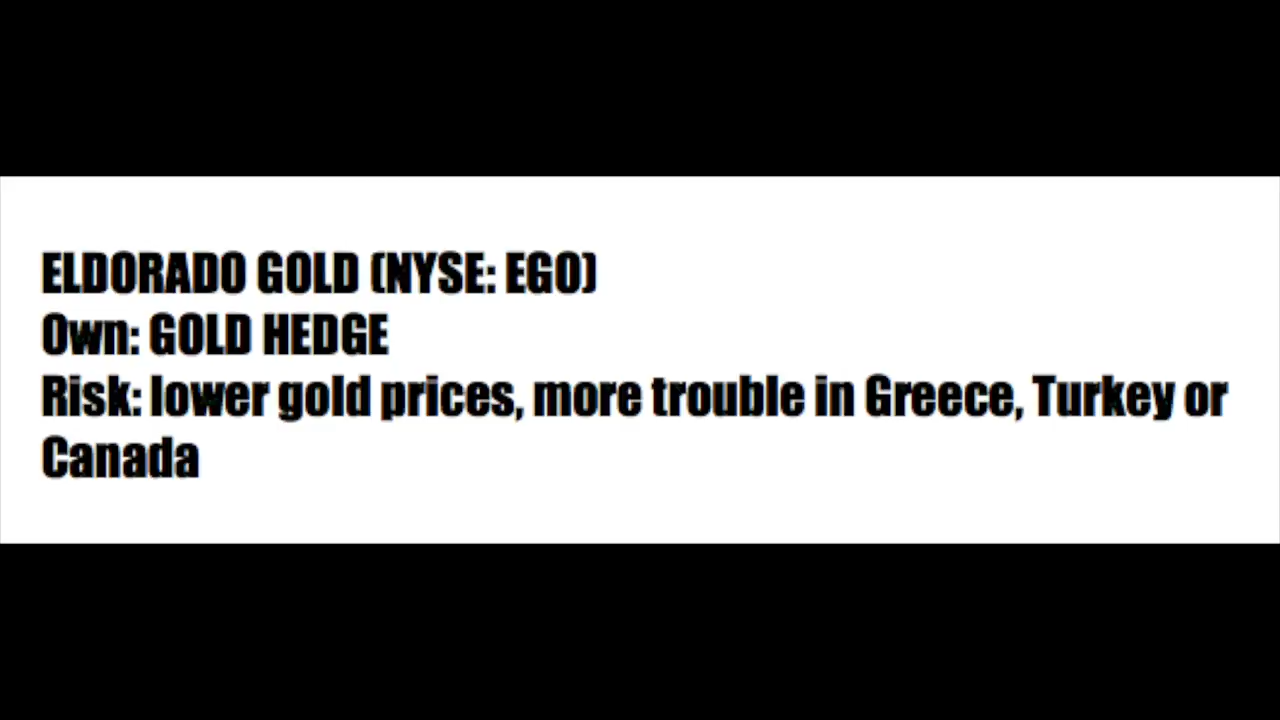 ELDORADO GOLD (NYSE: EGO)
Own: GOLD HEDGE
Risk: lower gold prices, more trouble in Greece, Turkey or
Canada